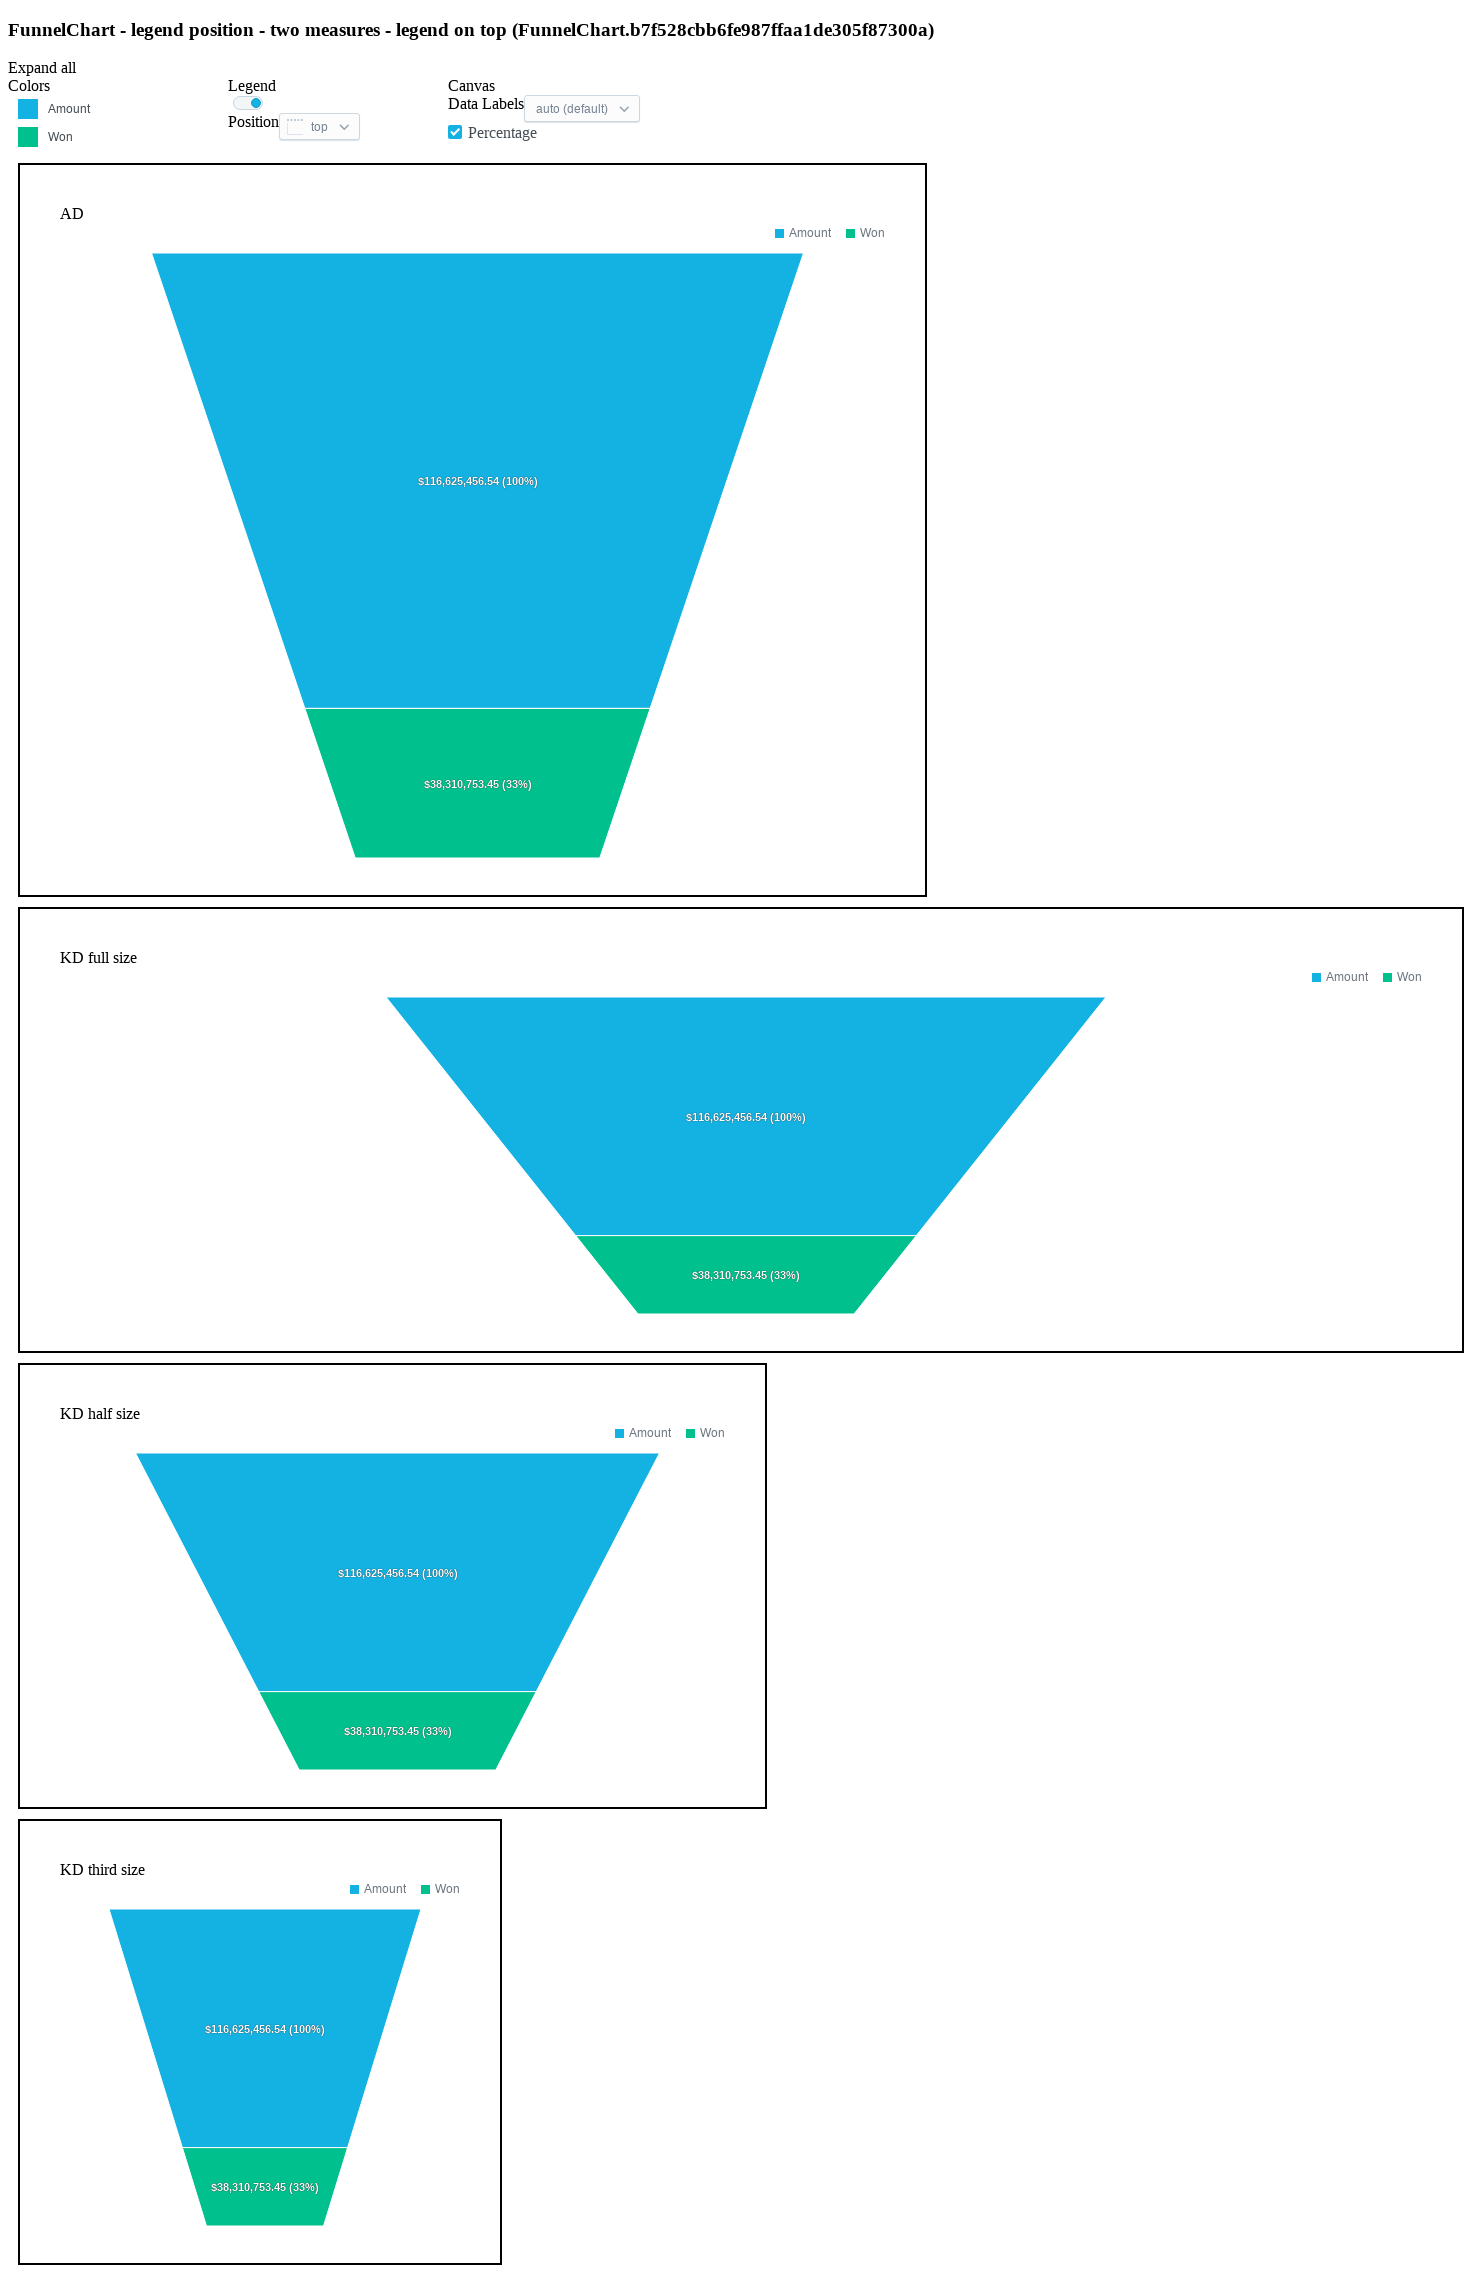 FunnelChart - legend position - two measures - legend on top (FunnelChart.b7f528cbb6fe987ffaa1de305f87300a)
Expand all
Colors
Amount
Won
Legend
Position top
Canvas
Data Labels auto (default)
Percentage
AD
Amount Won
$116,625,456.54 (100%)
$38,310,753.45 (33%)
KD full size
Amount Won
$116,625,456.54 (100%)
$38,310,753.45 (33%)
KD half size
Amount Won
$116,625,456.54 (100%)
$38,310,753.45 (33%)
KD third size
Amount Won
$116,625,456.54 (100%)
$38,310,753.45 (33%)